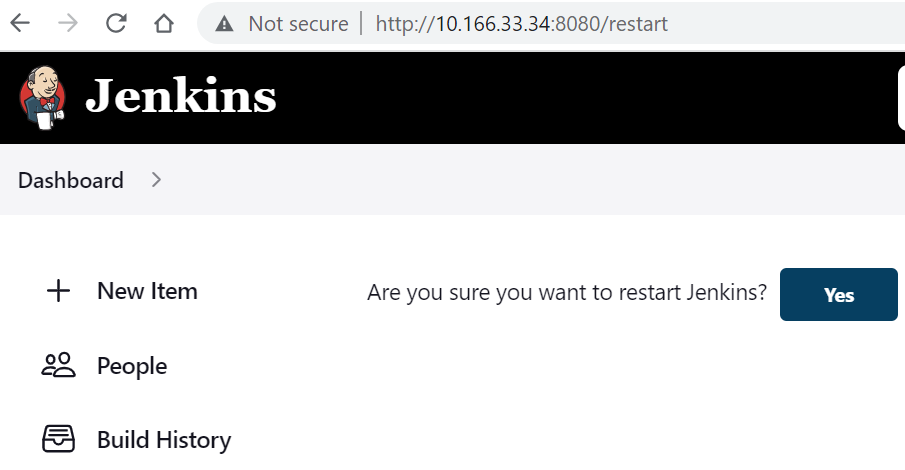 Not secure | http://10.166.33.34:8080/restart
Jenkins
Dashboard
New Item
Are you sure you want to restart Jenkins? Yes
People
Build History